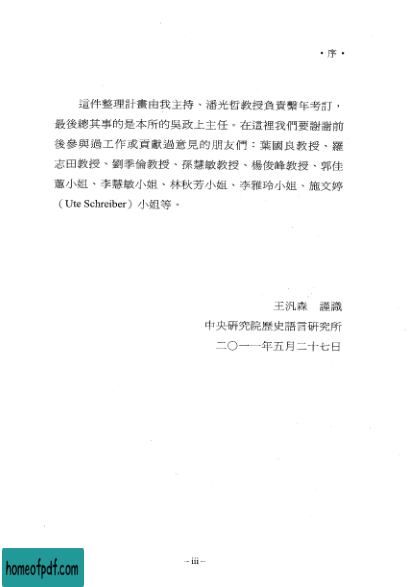 ・序・
這件整理計畫由我主持、潘光哲教授負責繫年考訂，
最後總其事的是本所的吳政上主任。在這裡我們要謝謝前
後參與過工作或貢獻過意見的朋友們：葉國良教授、羅
志田教授、劉季倫教授、孫慧敏教授、楊俊峰教授、郭佳
蕙小姐、李慧敏小姐、林秋芳小姐、李雅玲小姐、施文婷
（Ute Schreiber）小姐等。
王汎森　謹識
中央研究院歷史語言研究所
二〇一一年五月二十七日
– iii –
homeofpdf.com